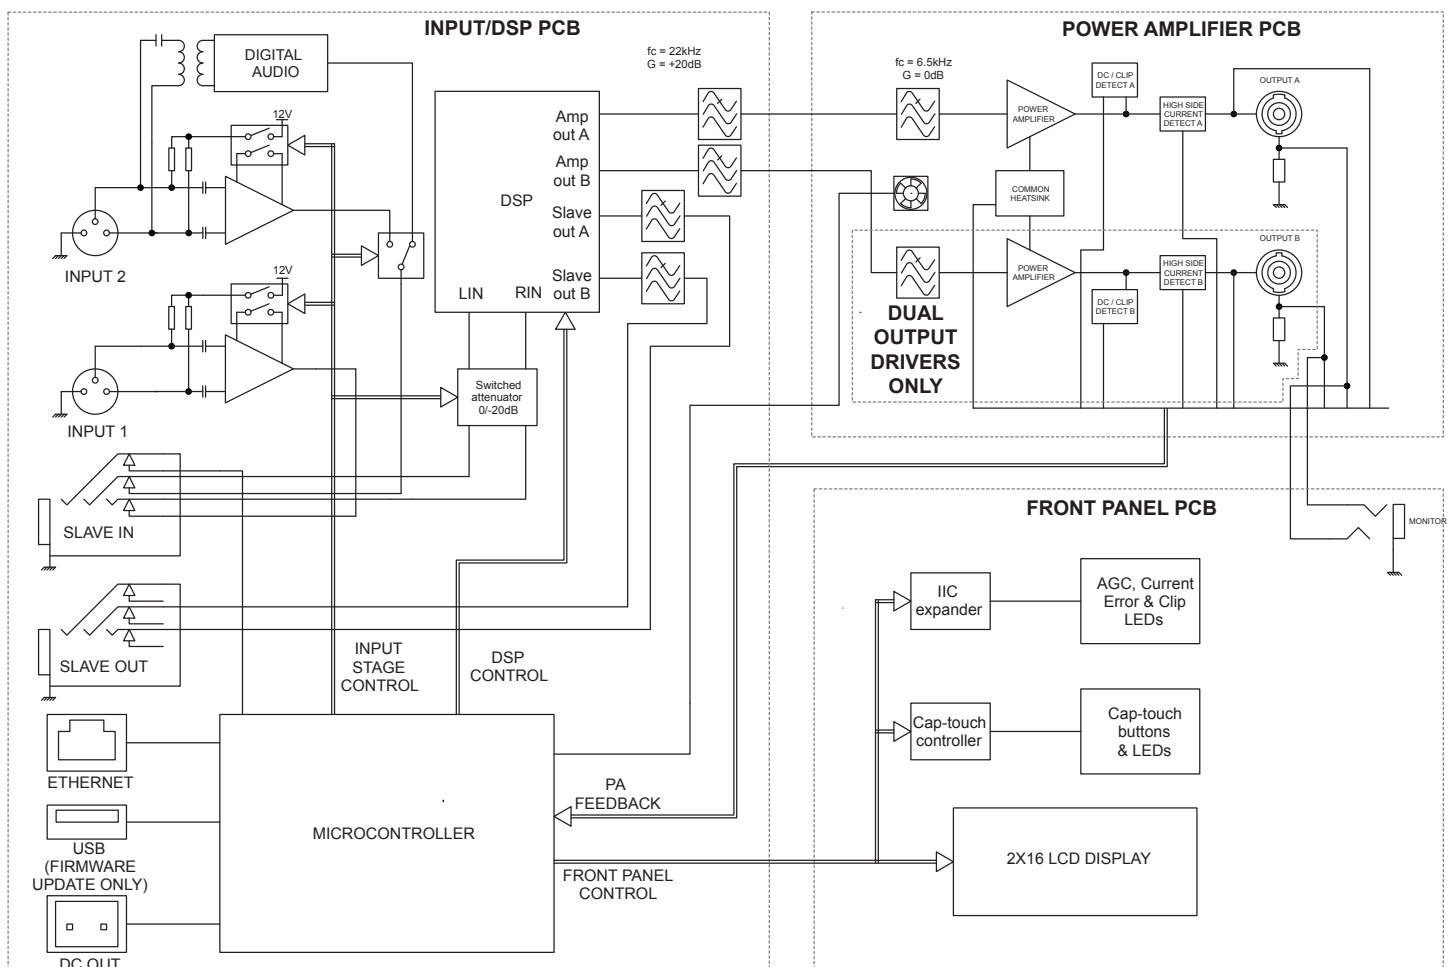 INPUT/DSP PCB
DIGITAL
AUDIO
12V
INPUT 2
12V
INPUT 1
SLAVE IN
SLAVE OUT
ETHERNET
USB
(FIRMWARE
UPDATE ONLY)
DC OUT
fc = 22kHz
G = +20dB
Amp
out A
Amp
out B
DSP
Slave
out A
Slave
out B
LIN
RIN
Switched
attenuator
0/-20dB
INPUT
STAGE
CONTROL
DSP
CONTROL
MICROCONTROLLER
PA
FEEDBACK
FRONT PANEL
CONTROL
POWER AMPLIFIER PCB
fc = 6.5kHz
G = 0dB
POWER
AMPLIFIER
DC / CLIP
DETECT A
HIGH SIDE
CURRENT
DETECT A
OUTPUT A
COMMON
HEATSINK
POWER
AMPLIFIER
DC / CLIP
DETECT B
HIGH SIDE
CURRENT
DETECT B
OUTPUT B
DUAL
OUTPUT
DRIVERS
ONLY
FRONT PANEL PCB
MONITOR
IIC
expander
AGC, Current
Error & Clip
LEDs
Cap-touch
controller
Cap-touch
buttons
& LEDs
2X16 LCD DISPLAY